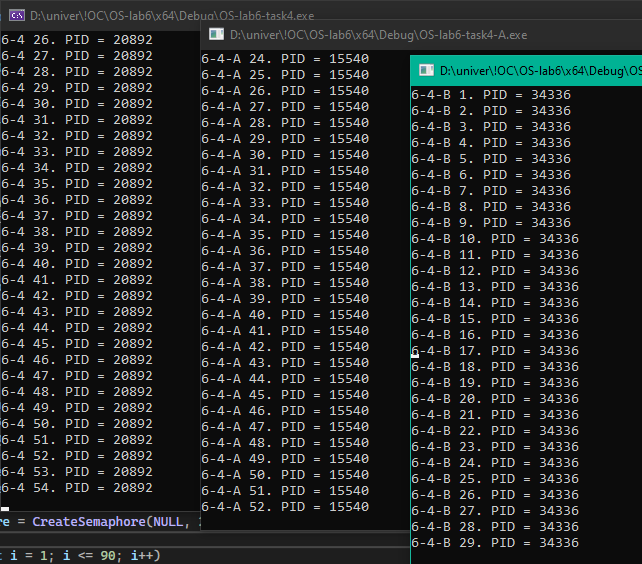 D:\univer\!OC\OS-lab6\x64\Debug\OS-lab6-task4.exe
6-4 26. PID = 20892
6-4 27. PID = 20892
6-4 28. PID = 20892
6-4 29. PID = 20892
6-4 30. PID = 20892
6-4 31. PID = 20892
6-4 32. PID = 20892
6-4 33. PID = 20892
6-4 34. PID = 20892
6-4 35. PID = 20892
6-4 36. PID = 20892
6-4 37. PID = 20892
6-4 38. PID = 20892
6-4 39. PID = 20892
6-4 40. PID = 20892
6-4 41. PID = 20892
6-4 42. PID = 20892
6-4 43. PID = 20892
6-4 44. PID = 20892
6-4 45. PID = 20892
6-4 46. PID = 20892
6-4 47. PID = 20892
6-4 48. PID = 20892
6-4 49. PID = 20892
6-4 50. PID = 20892
6-4 51. PID = 20892
6-4 52. PID = 20892
6-4 53. PID = 20892
6-4 54. PID = 20892
D:\univer\!OC\OS-lab6\x64\Debug\OS-lab6-task4-A.exe
6-4-A 24. PID = 15540
6-4-A 25. PID = 15540
6-4-A 26. PID = 15540
6-4-A 27. PID = 15540
6-4-A 28. PID = 15540
6-4-A 29. PID = 15540
6-4-A 30. PID = 15540
6-4-A 31. PID = 15540
6-4-A 32. PID = 15540
6-4-A 33. PID = 15540
6-4-A 34. PID = 15540
6-4-A 35. PID = 15540
6-4-A 36. PID = 15540
6-4-A 37. PID = 15540
6-4-A 38. PID = 15540
6-4-A 39. PID = 15540
6-4-A 40. PID = 15540
6-4-A 41. PID = 15540
6-4-A 42. PID = 15540
6-4-A 43. PID = 15540
6-4-A 44. PID = 15540
6-4-A 45. PID = 15540
6-4-A 46. PID = 15540
6-4-A 47. PID = 15540
6-4-A 48. PID = 15540
6-4-A 49. PID = 15540
6-4-A 50. PID = 15540
6-4-A 51. PID = 15540
6-4-A 52. PID = 15540
D:\univer\!OC\OS-lab6\x64\Debug\OS
6-4-B 1. PID = 34336
6-4-B 2. PID = 34336
6-4-B 3. PID = 34336
6-4-B 4. PID = 34336
6-4-B 5. PID = 34336
6-4-B 6. PID = 34336
6-4-B 7. PID = 34336
6-4-B 8. PID = 34336
6-4-B 9. PID = 34336
6-4-B 10. PID = 34336
6-4-B 11. PID = 34336
6-4-B 12. PID = 34336
6-4-B 13. PID = 34336
6-4-B 14. PID = 34336
6-4-B 15. PID = 34336
6-4-B 16. PID = 34336
6-4-B 17. PID = 34336
6-4-B 18. PID = 34336
6-4-B 19. PID = 34336
6-4-B 20. PID = 34336
6-4-B 21. PID = 34336
6-4-B 22. PID = 34336
6-4-B 23. PID = 34336
6-4-B 24. PID = 34336
6-4-B 25. PID = 34336
6-4-B 26. PID = 34336
6-4-B 27. PID = 34336
6-4-B 28. PID = 34336
6-4-B 29. PID = 34336
re = CreateSemaphore(NULL,
i = 1; i <= 90; i++)